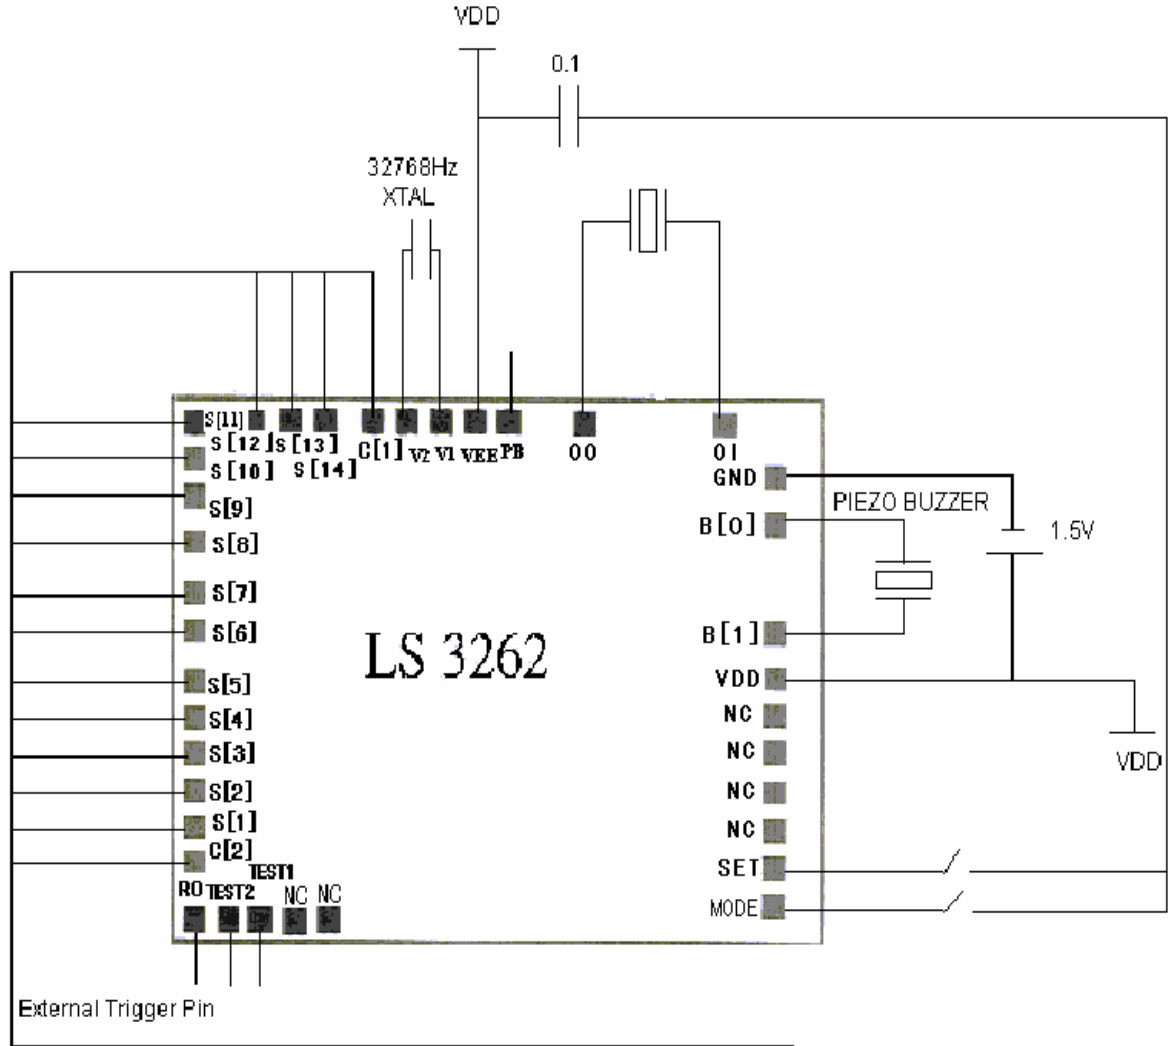 VDD
0.1
32768Hz
XTAL
S[11]
S[12] S[13]
S[10] S[14]
C[1] V2 V1 VEE PB
OO
OI
GND
S[9]
B[0]
PIEZO BUZZER
1.5V
S[8]
S[7]
S[6]
B[1]
LS 3262
S[5]
VDD
S[4]
NC
S[3]
NC
VDD
S[2]
NC
S[1]
NC
C[2]
TEST1
SET
RO TEST2
NC NC
MODE
External Trigger Pin